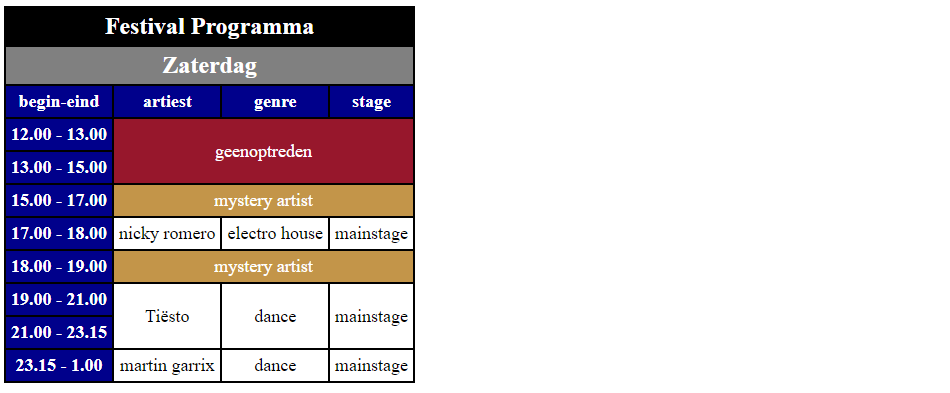 Festival Programma
Zaterdag
begin-eind artiest genre stage
12.00 - 13.00
geenoptreden
13.00 - 15.00
15.00 - 17.00 mystery artist
17.00 - 18.00 nicky romero electro house mainstage
18.00 - 19.00 mystery artist
19.00 - 21.00
Tiësto dance mainstage
21.00 - 23.15
23.15 - 1.00 martin garrix dance mainstage